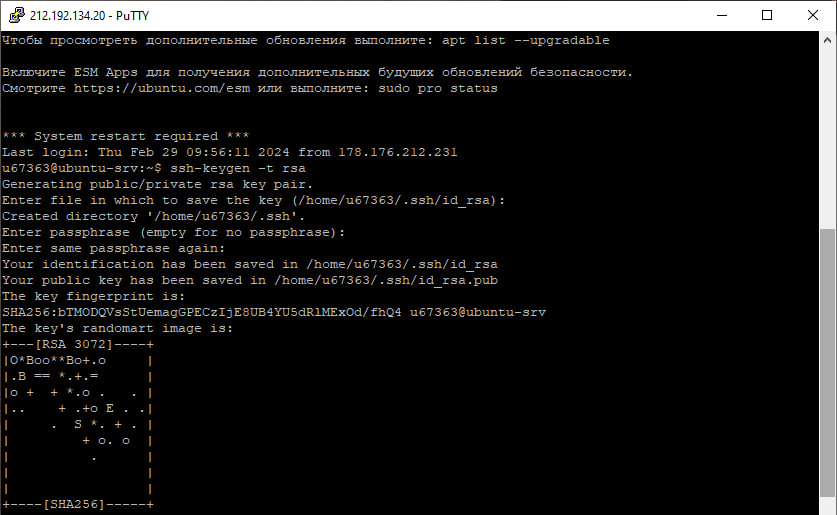 212.192.134.20 - PuTTY
Чтобы просмотреть дополнительные обновления выполните: apt list --upgradable
Включите ESM Apps для получения дополнительных будущих обновлений безопасности.
Смотрите https://ubuntu.com/esm или выполните: sudo pro status
*** System restart required ***
Last login: Thu Feb 29 09:56:11 2024 from 178.176.212.231
u67363@ubuntu-srv:~$ ssh-keygen -t rsa
Generating public/private rsa key pair.
Enter file in which to save the key (/home/u67363/.ssh/id_rsa):
Created directory '/home/u67363/.ssh'.
Enter passphrase (empty for no passphrase):
Enter same passphrase again:
Your identification has been saved in /home/u67363/.ssh/id_rsa
Your public key has been saved in /home/u67363/.ssh/id_rsa.pub
The key fingerprint is:
SHA256:bTMODQVsStUemagGPECzIjE8UB4YU5dRlMExOd/fhQ4 u67363@ubuntu-srv
The key's randomart image is:
+---[RSA 3072]----+
|O*Boo**Bo+.o     |
|.B == *.+.=      |
|o +  + *.o .   . |
|..    + .+o E . .|
|     .  S *. + . |
|         + o. o  |
|          .      |
|                 |
|                 |
+----[SHA256]-----+